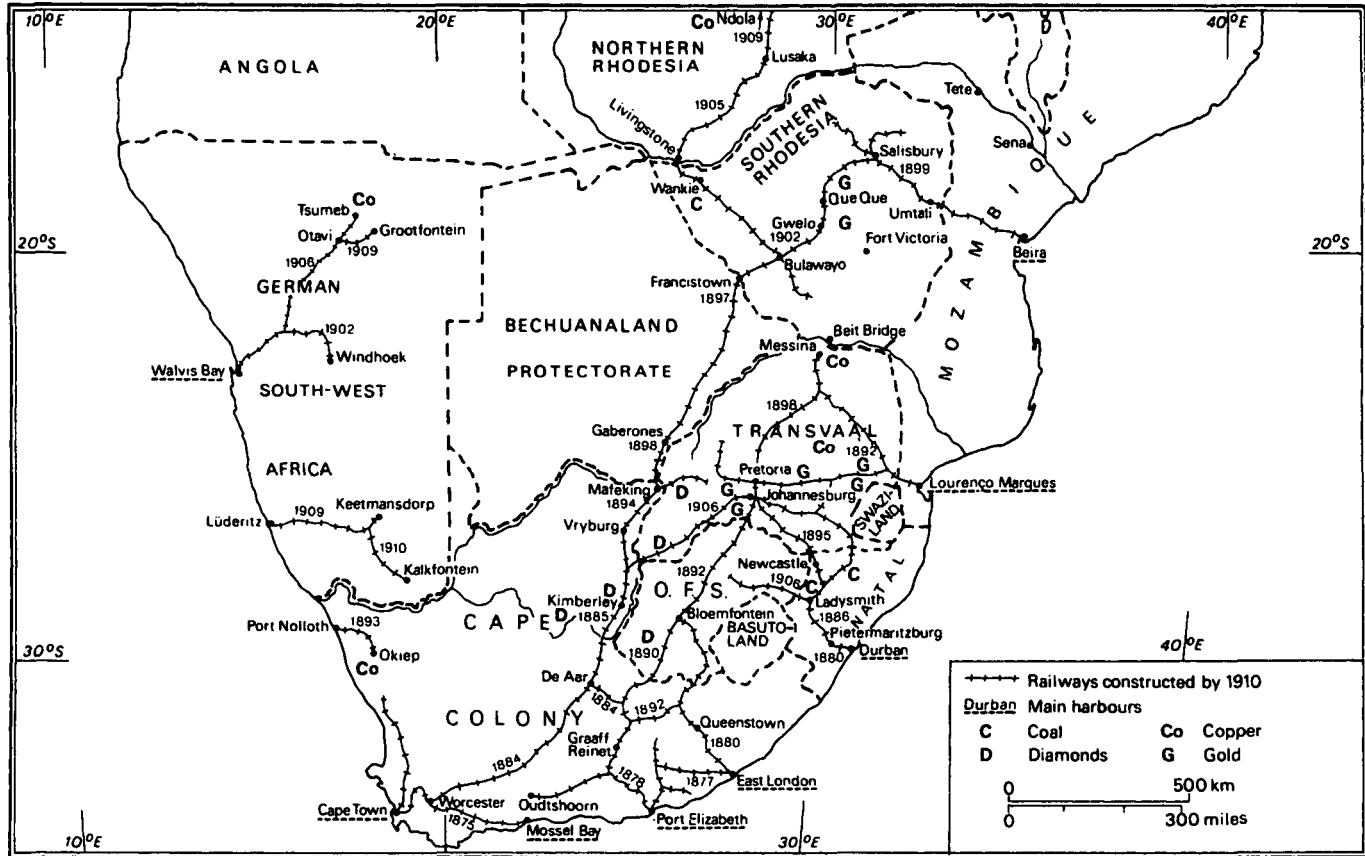 10°E
20°E
30°E
40°E
Co Ndola
1909
NORTHERN
RHODESIA
Lusaka
ANGOLA
D
Tete
1905
Livingstone
SOUTHERN
RHODESIA
Sena
Salisbury
1899
MOZAMBIQUE
Wankie
C
G
Que Que
Umtali
Tsumeb
Co
Otavi
Grootfontein
1909
Gwelo
G
1902
Fort Victoria
Beira
20°S
20°S
1906
GERMAN
Bulawayo
Francistown
1897
1902
Windhoek
Walvis Bay
BECHUANALAND
PROTECTORATE
Beit Bridge
Messina
Co
SOUTH-WEST
1898
TRANSVAAL
Gaberones
1898
Co
1892
G
AFRICA
Pretoria
G
G
Lourenço Marques
Keetmansdorp
Mafeking
1894
D
G
1906
Johannesburg
G
SWAZI-
LAND
Lüderitz
1909
Vryburg
1895
1910
D
Newcastle
Kalkfontein
1892
1906
C
C
NATAL
O.F.S.
Ladysmith
1886
Kimberley
1885
D
D
CAPE
Bloemfontein
BASUTO-
LAND
Port Nolloth
1893
Okiep
Co
D
1890
Pietermaritzburg
1880
Durban
30°S
40°E
De Aar
1884
1892
COLONY
Queenstown
1880
Graaff
Reinet
1884
1878
1877
East London
Worcester
Oudtshoorn
Cape Town
1875
Mossel Bay
Port Elizabeth
10°E
20°E
30°E
Railways constructed by 1910
Durban Main harbours
C Coal Co Copper
D Diamonds G Gold
0 500 km
0 300 miles